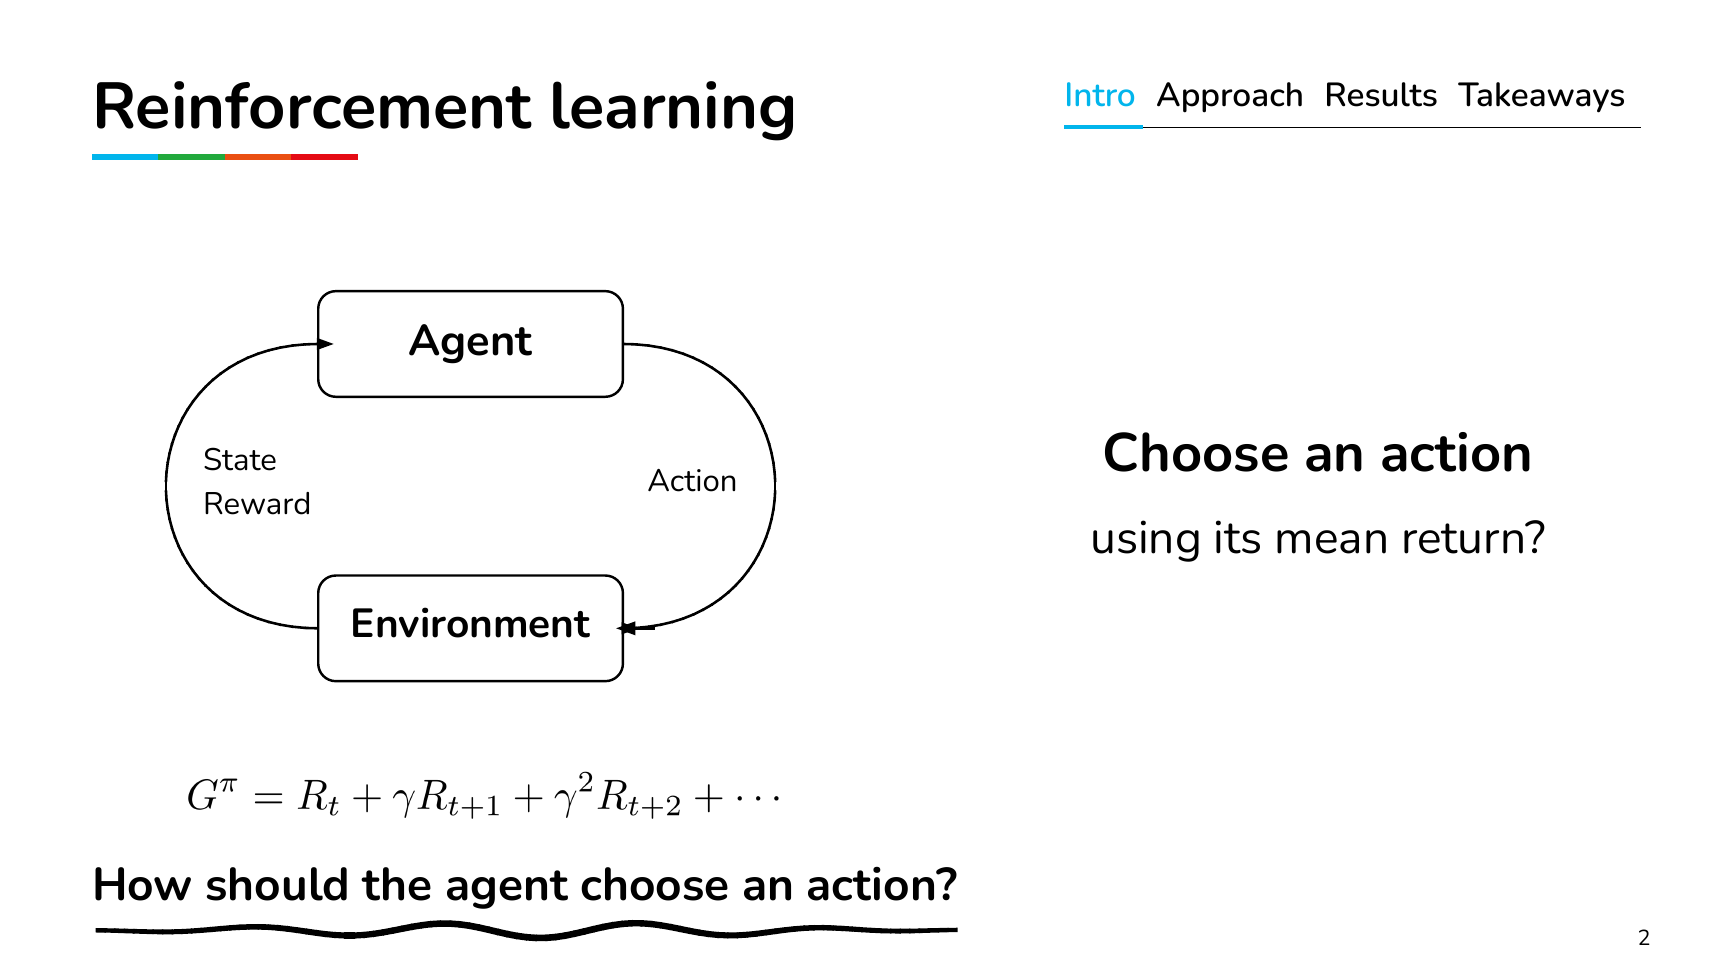 Reinforcement learning
Intro Approach Results Takeaways
Agent
State
Reward
Action
Environment
Choose an action
using its mean return?
G^π = R_t + γR_{t+1} + γ^2R_{t+2} + ···
How should the agent choose an action?
2